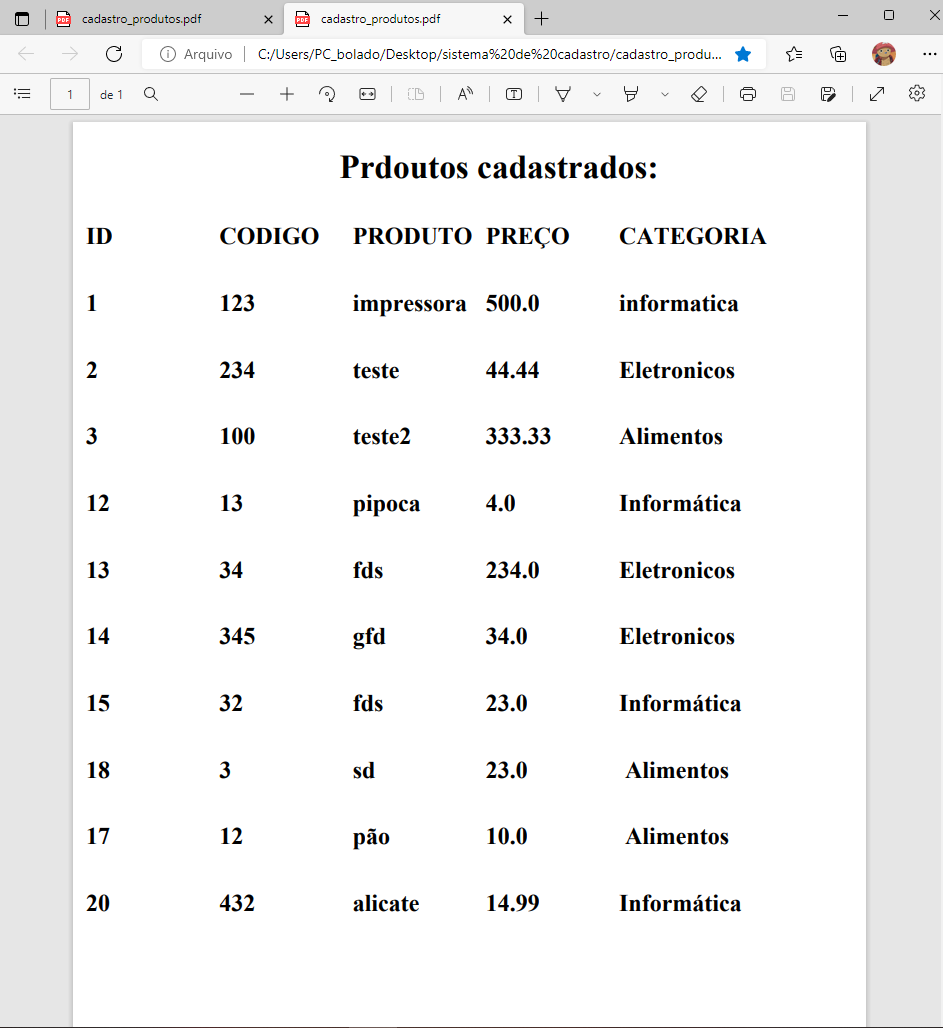 cadastro_produtos.pdf
cadastro_produtos.pdf
Arquivo C:/Users/PC_bolado/Desktop/sistema%20de%20cadastro/cadastro_produ...
1 de 1
Prdoutos cadastrados:
ID CODIGO PRODUTO PREÇO CATEGORIA
1 123 impressora 500.0 informatica
2 234 teste 44.44 Eletronicos
3 100 teste2 333.33 Alimentos
12 13 pipoca 4.0 Informática
13 34 fds 234.0 Eletronicos
14 345 gfd 34.0 Eletronicos
15 32 fds 23.0 Informática
18 3 sd 23.0 Alimentos
17 12 pão 10.0 Alimentos
20 432 alicate 14.99 Informática